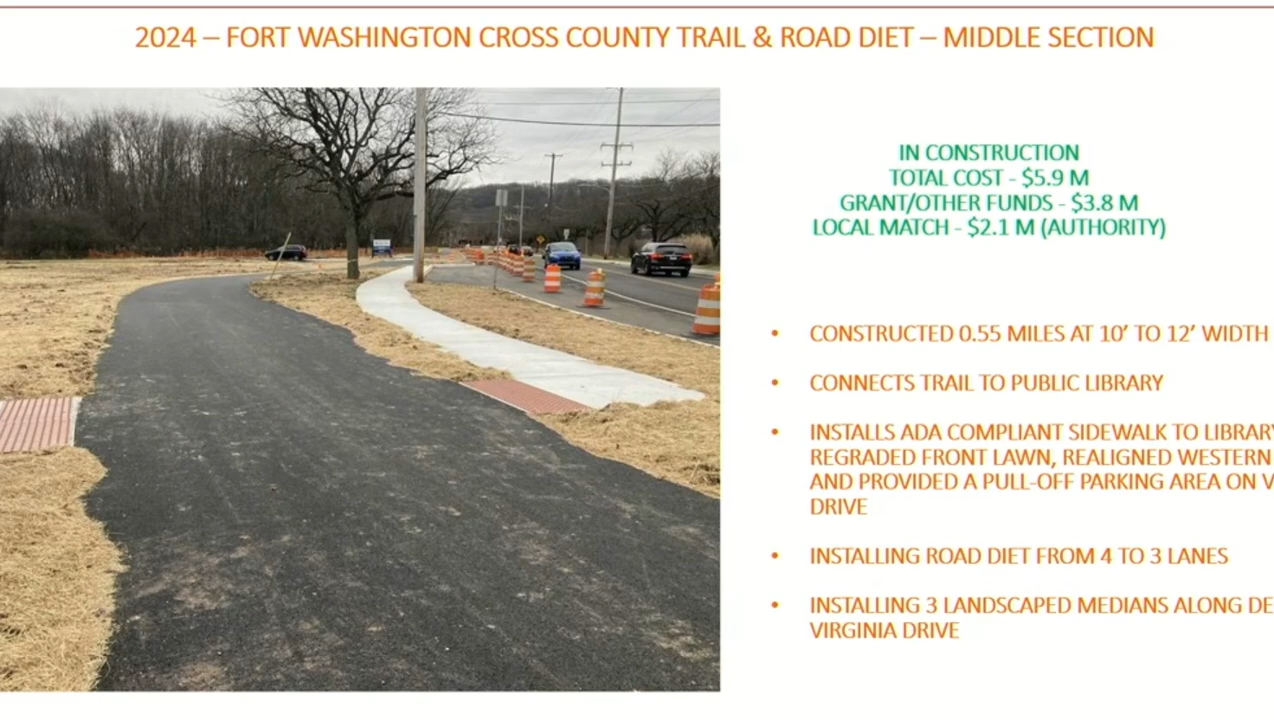 2024 – FORT WASHINGTON CROSS COUNTY TRAIL & ROAD DIET – MIDDLE SECTION
IN CONSTRUCTION
TOTAL COST - $5.9 M
GRANT/OTHER FUNDS - $3.8 M
LOCAL MATCH - $2.1 M (AUTHORITY)
• CONSTRUCTED 0.55 MILES AT 10’ TO 12’ WIDTH
• CONNECTS TRAIL TO PUBLIC LIBRARY
• INSTALLS ADA COMPLIANT SIDEWALK TO LIBRARY
REGRADED FRONT LAWN, REALIGNED WESTERN
AND PROVIDED A PULL-OFF PARKING AREA ON V
DRIVE
• INSTALLING ROAD DIET FROM 4 TO 3 LANES
• INSTALLING 3 LANDSCAPED MEDIANS ALONG DE
VIRGINIA DRIVE